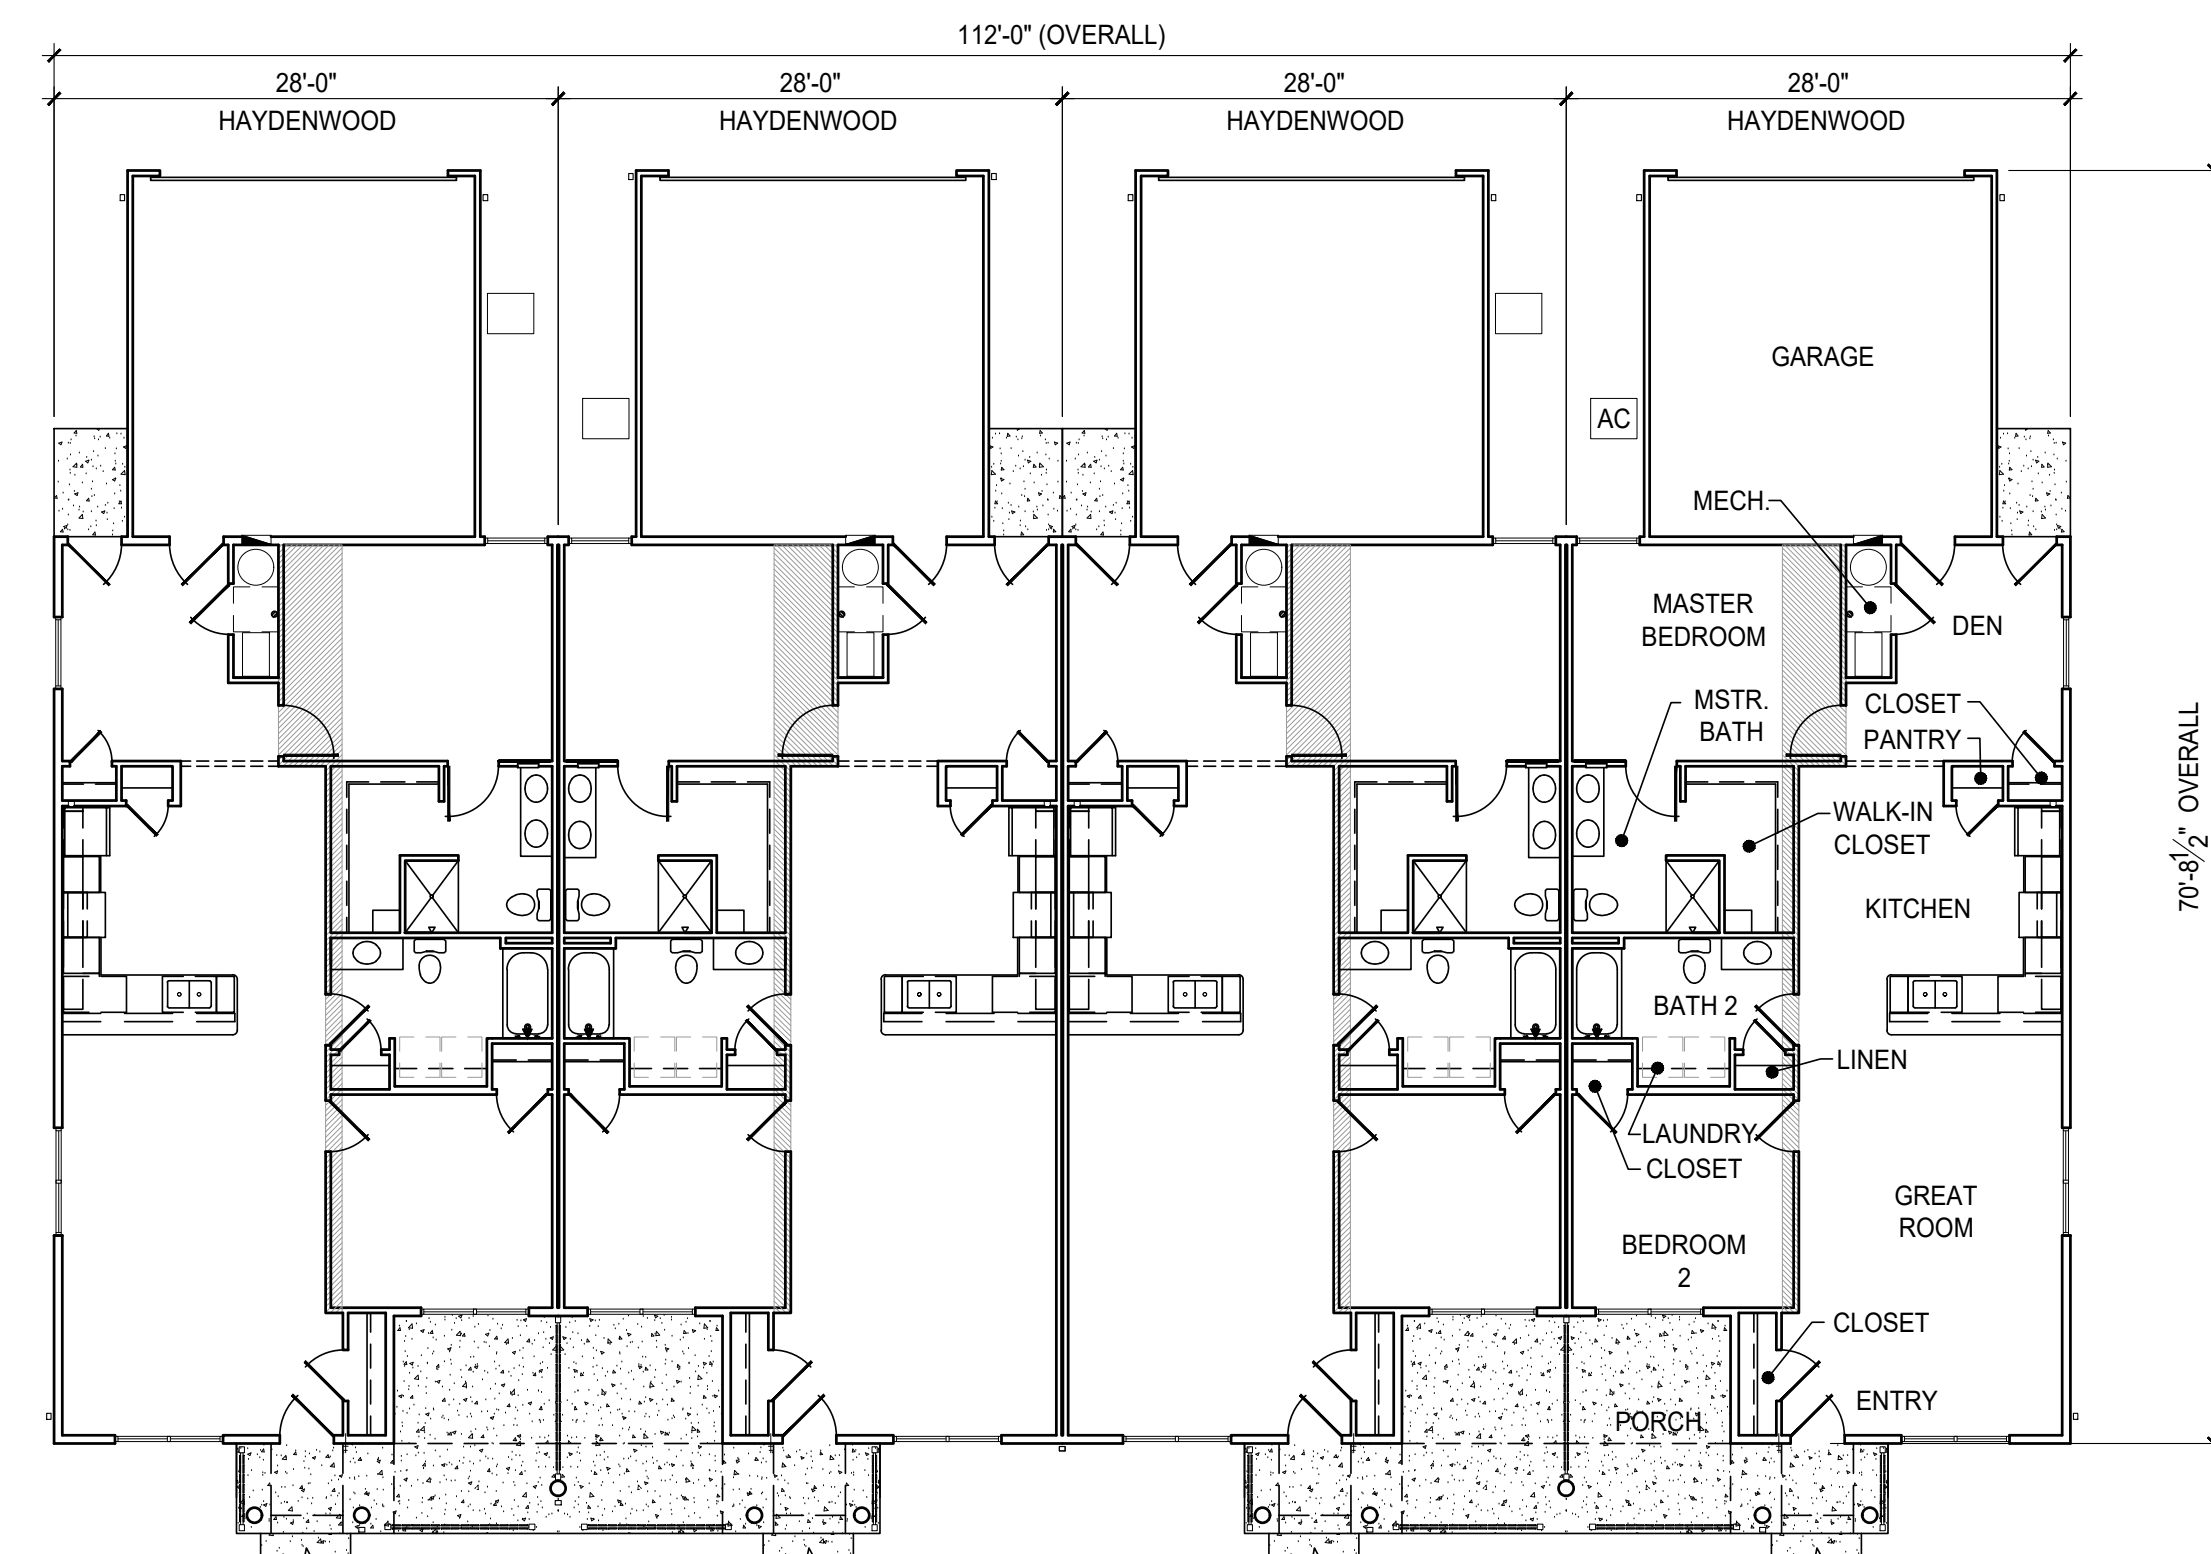 112'-0" (OVERALL)
28'-0" 28'-0" 28'-0" 28'-0"
HAYDENWOOD HAYDENWOOD HAYDENWOOD HAYDENWOOD
GARAGE
AC
MECH.
MASTER
BEDROOM
DEN
MSTR.
BATH
CLOSET
PANTRY
70'-8 1/2" OVERALL
WALK-IN
CLOSET
KITCHEN
BATH 2
LINEN
LAUNDRY
CLOSET
GREAT
ROOM
BEDROOM
2
CLOSET
ENTRY
PORCH